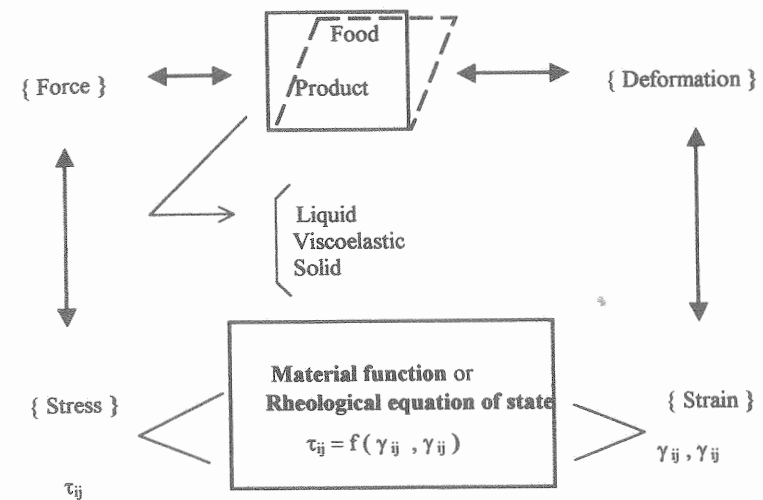 Food
{ Force }
Product
{ Deformation }
Liquid
Viscoelastic
Solid
Material function or
Rheological equation of state
τij = f ( γij , γij )
{ Stress }
{ Strain }
τij
γij , γij